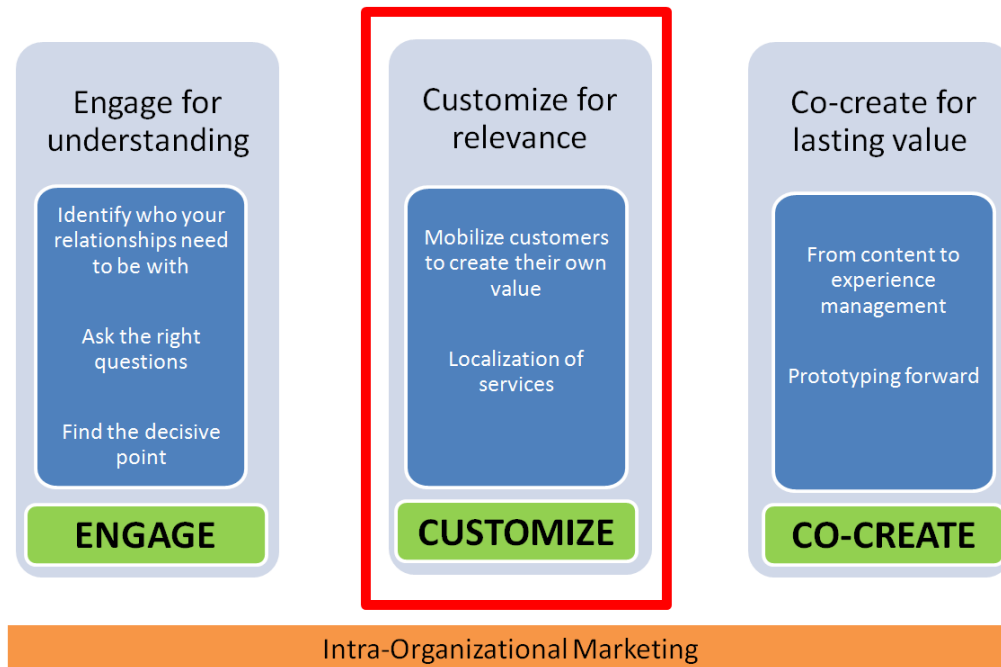 Engage for
understanding
Identify who your
relationships need
to be with
Ask the right
questions
Find the decisive
point
ENGAGE
Customize for
relevance
Mobilize customers
to create their own
value
Localization of
services
CUSTOMIZE
Co-create for
lasting value
From content to
experience
management
Prototyping forward
CO-CREATE
Intra-Organizational Marketing